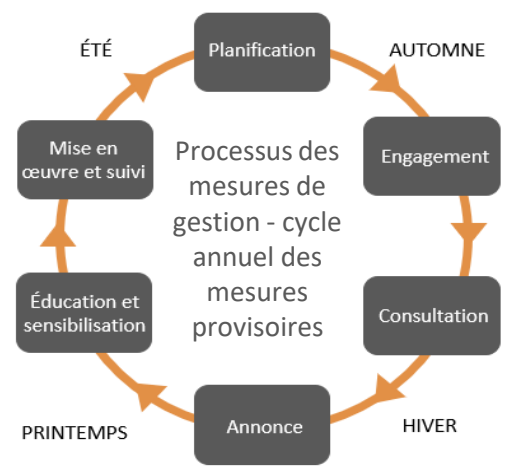 ÉTÉ
Planification
AUTOMNE
Mise en
œuvre et suivi
Engagement
Processus des
mesures de
gestion - cycle
annuel des
mesures
provisoires
Éducation et
sensibilisation
Consultation
PRINTEMPS
Annonce
HIVER